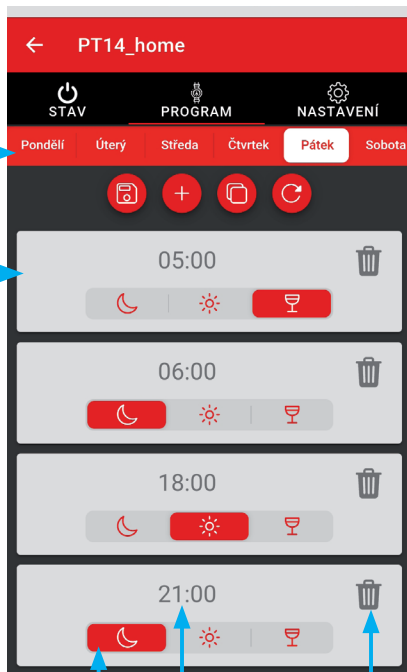 PT14_home
STAV PROGRAM NASTAVENÍ
Pondělí Úterý Středa Čtvrtek Pátek Sobota
05:00
06:00
18:00
21:00